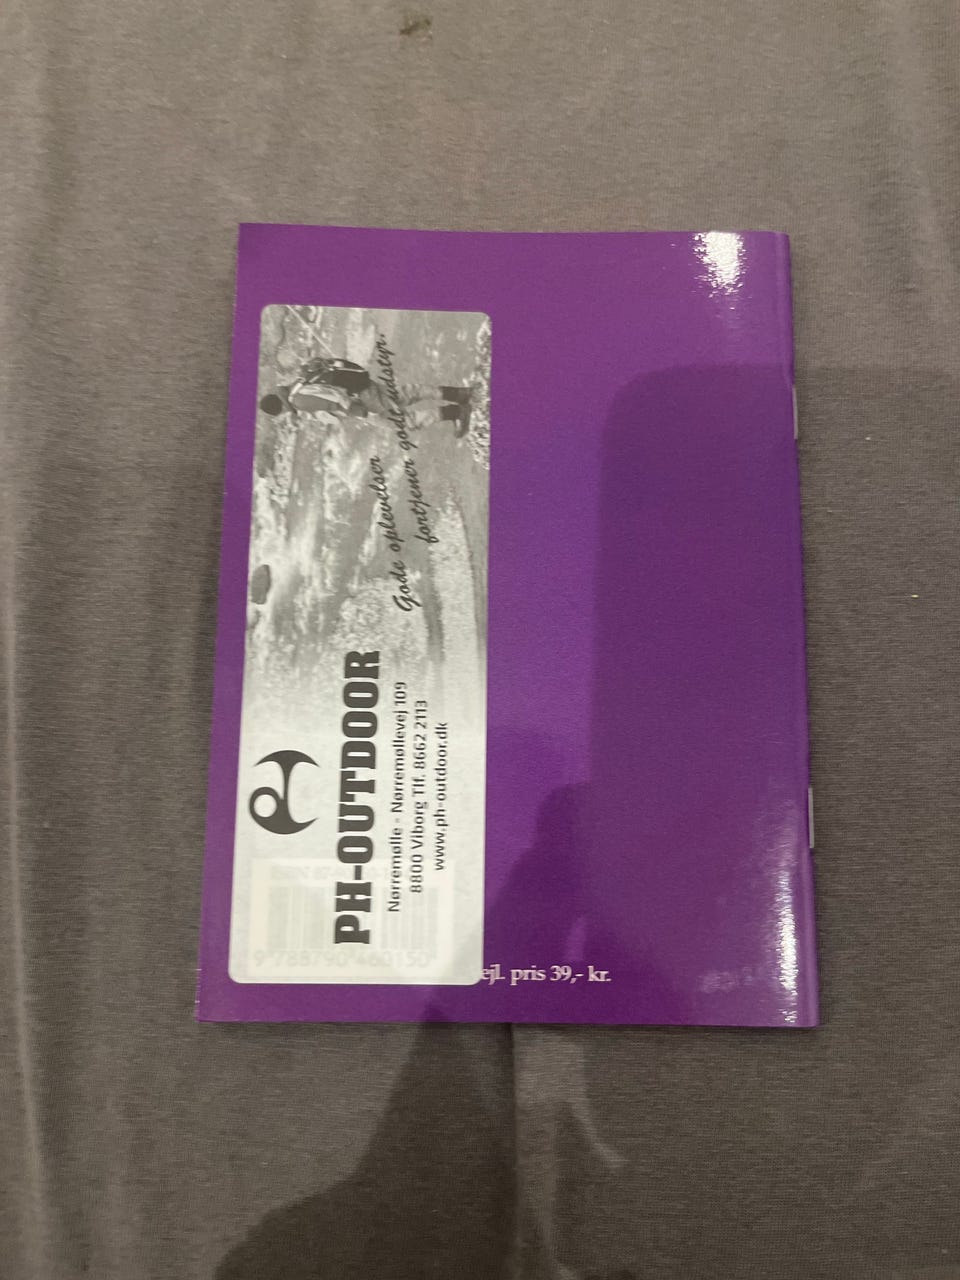 Gode oplevelser
fortjener godt udstyr.
PH-OUTDOOR
Nørremølle - Nørremøllevej 109
8800 Viborg Tlf. 8662 2113
www.ph-outdoor.dk
9 788790 460150
ejl. pris 39,- kr.